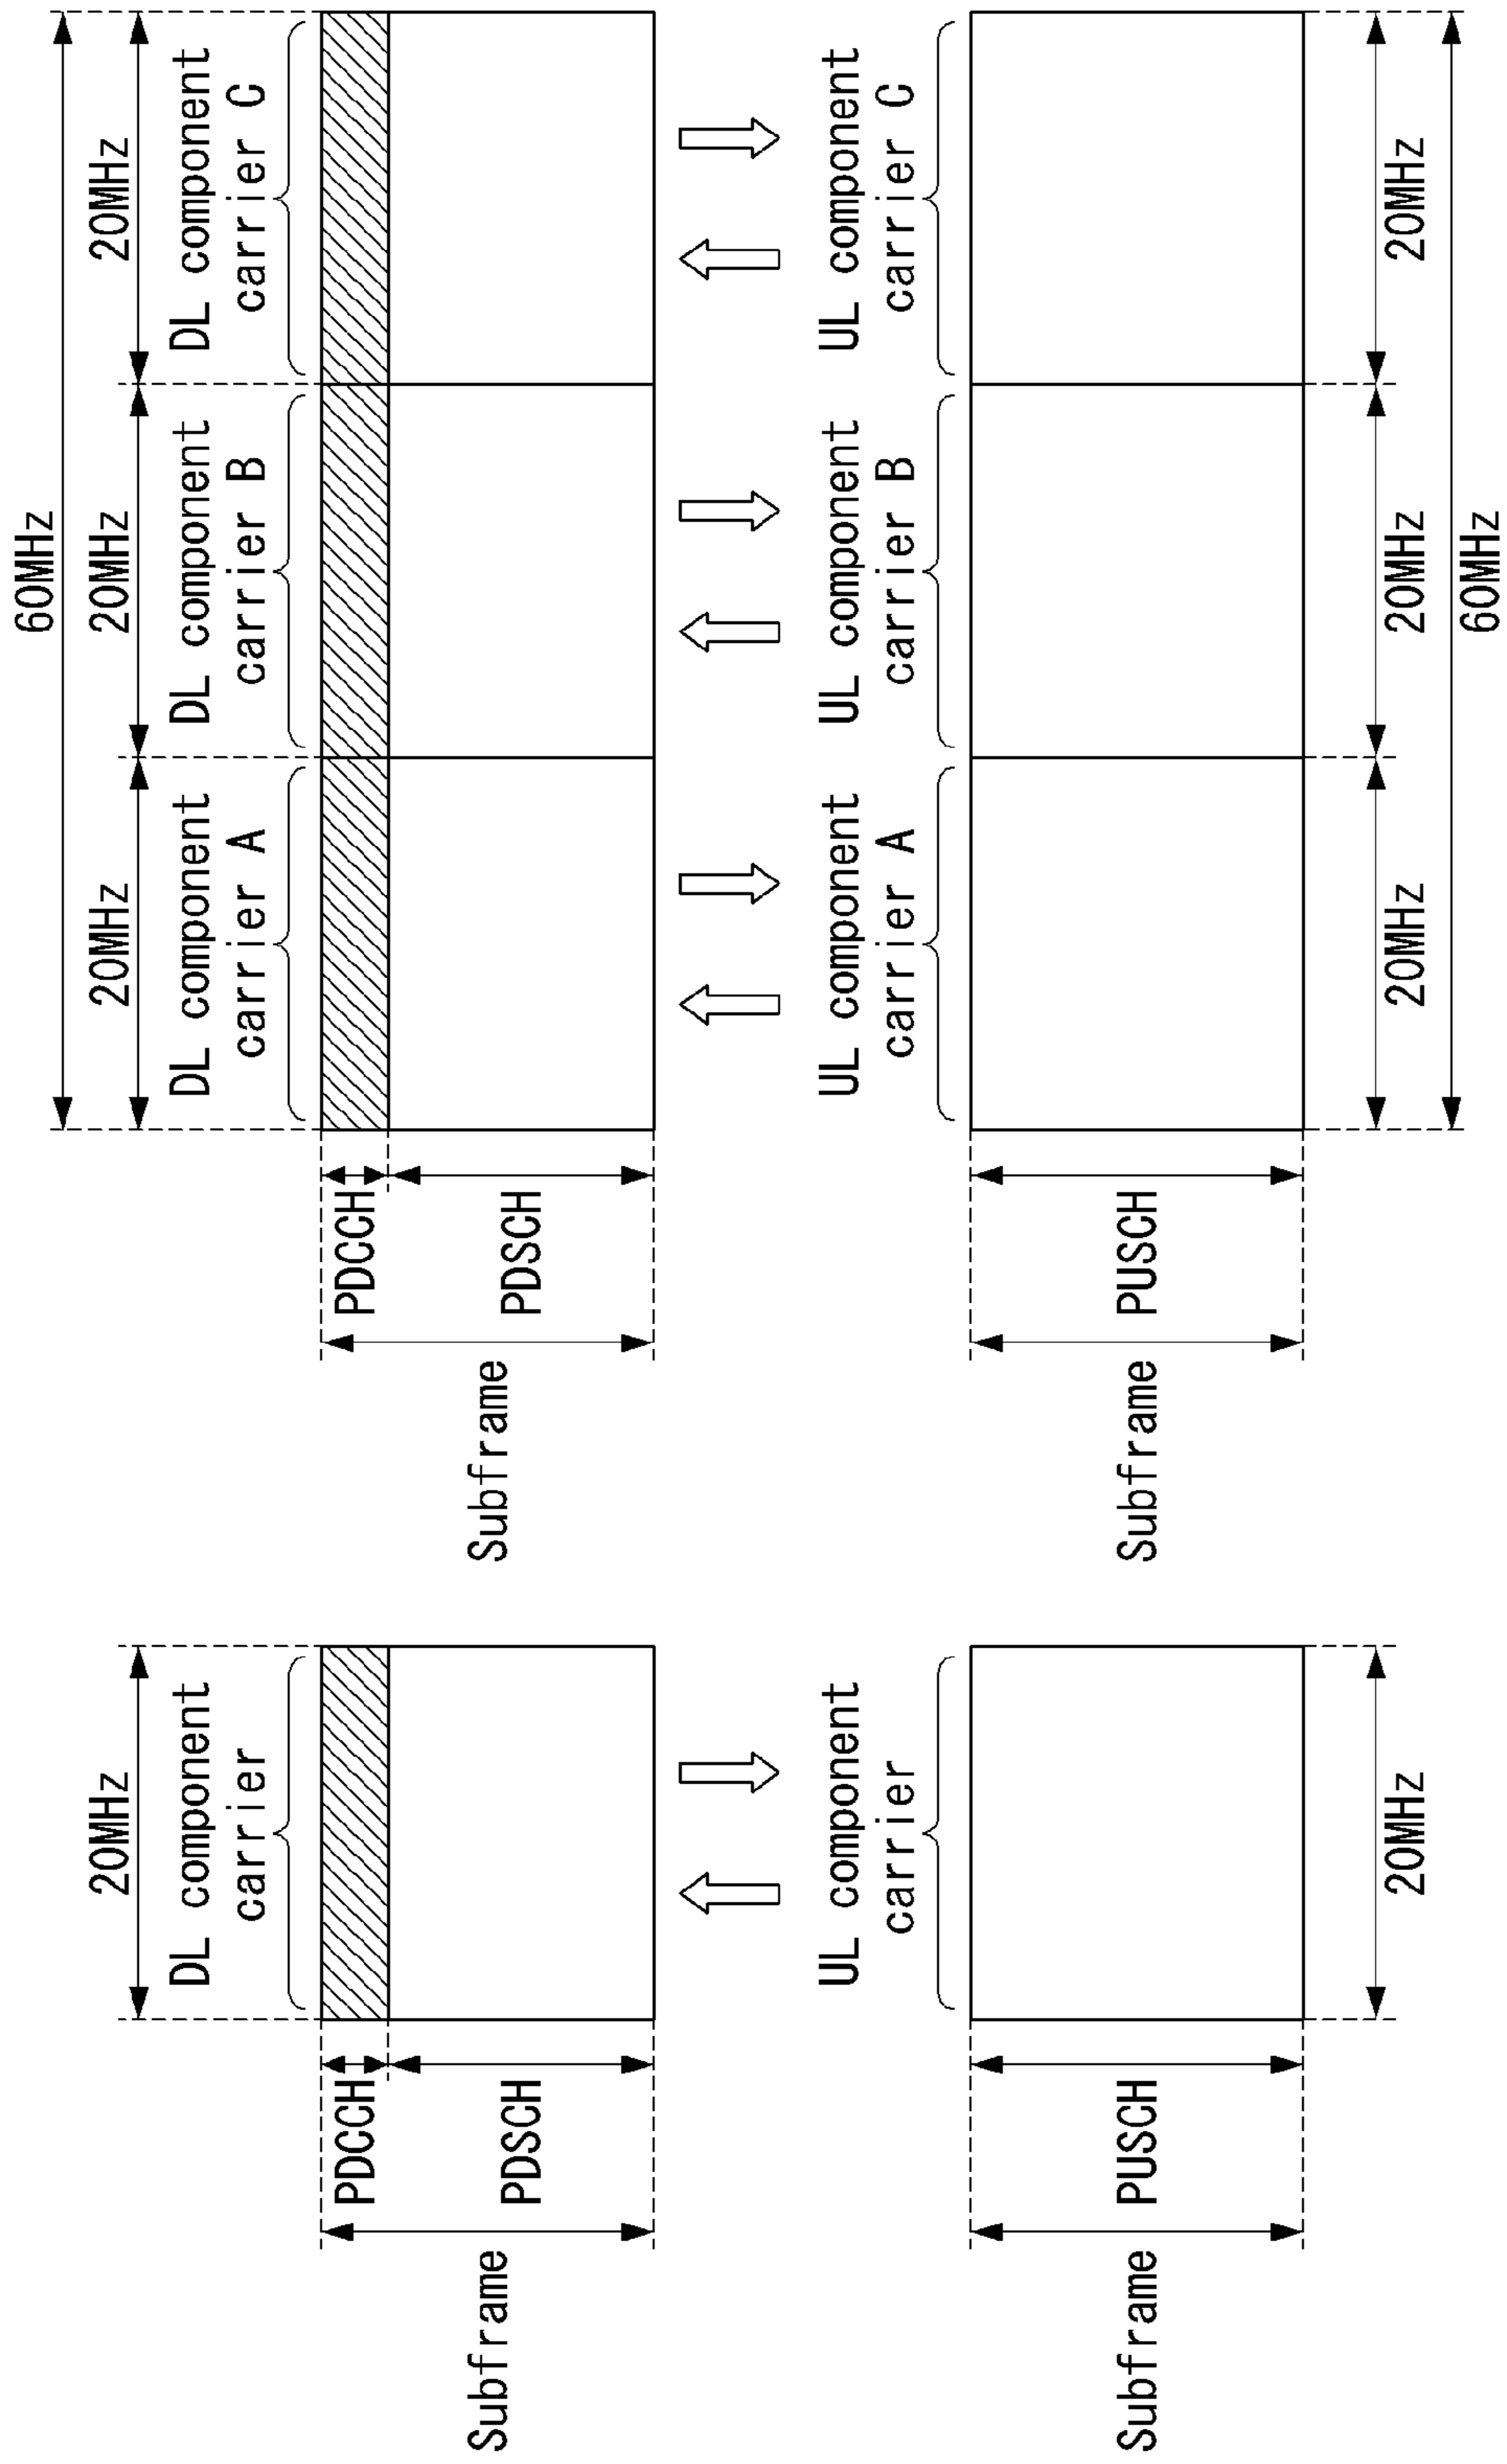 20MHz
DL component
carrier
PDCCH
PDSCH
Subframe
UL component
carrier
PUSCH
Subframe
20MHz
60MHz
20MHz
20MHz
20MHz
DL component
carrier A
DL component
carrier B
DL component
carrier C
PDCCH
PDSCH
Subframe
UL component
carrier A
UL component
carrier B
UL component
carrier C
PUSCH
Subframe
20MHz
20MHz
20MHz
60MHz